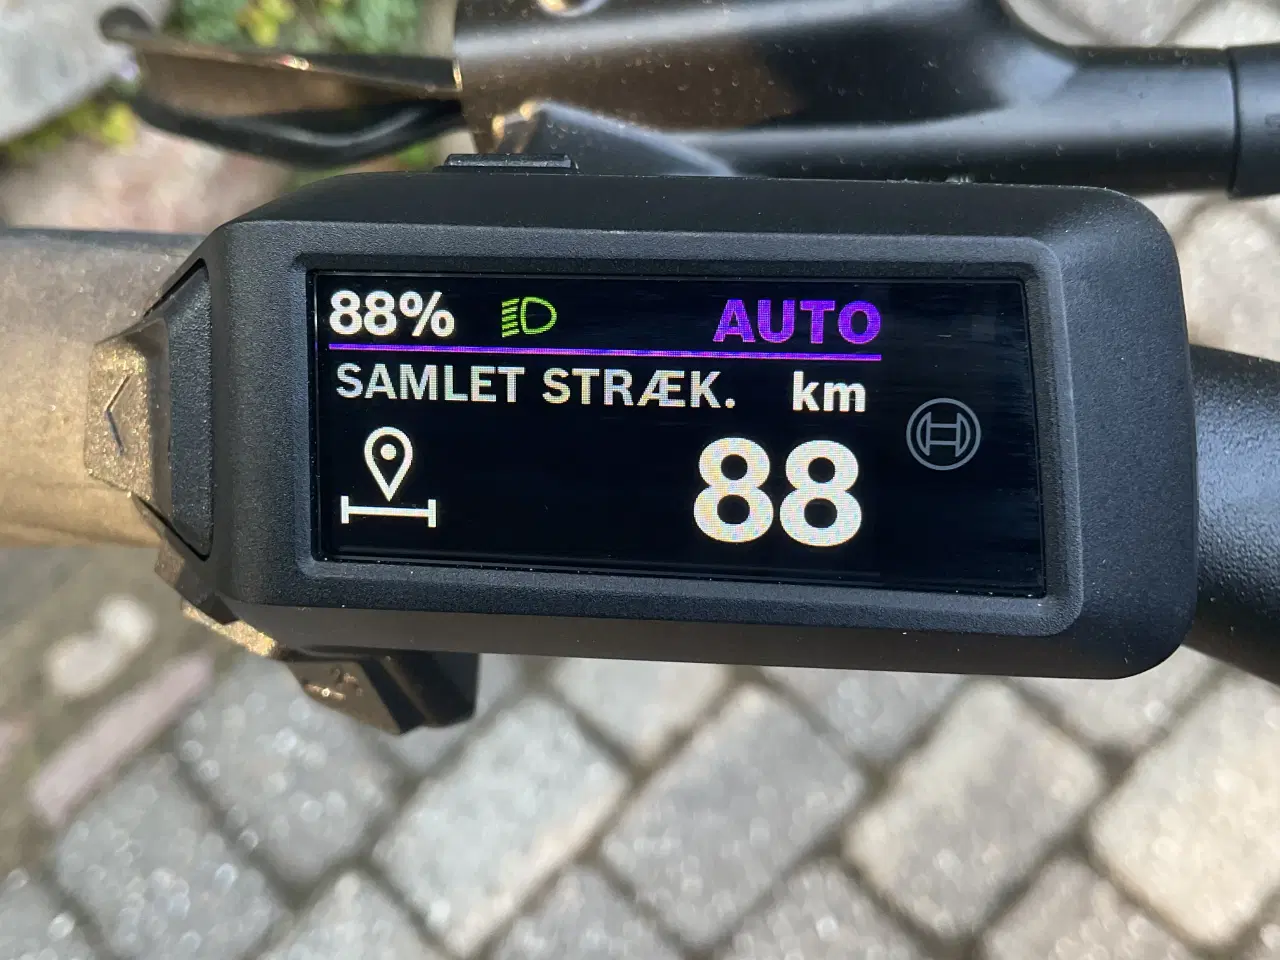 88% AUTO
SAMLET STRÆK. km
88